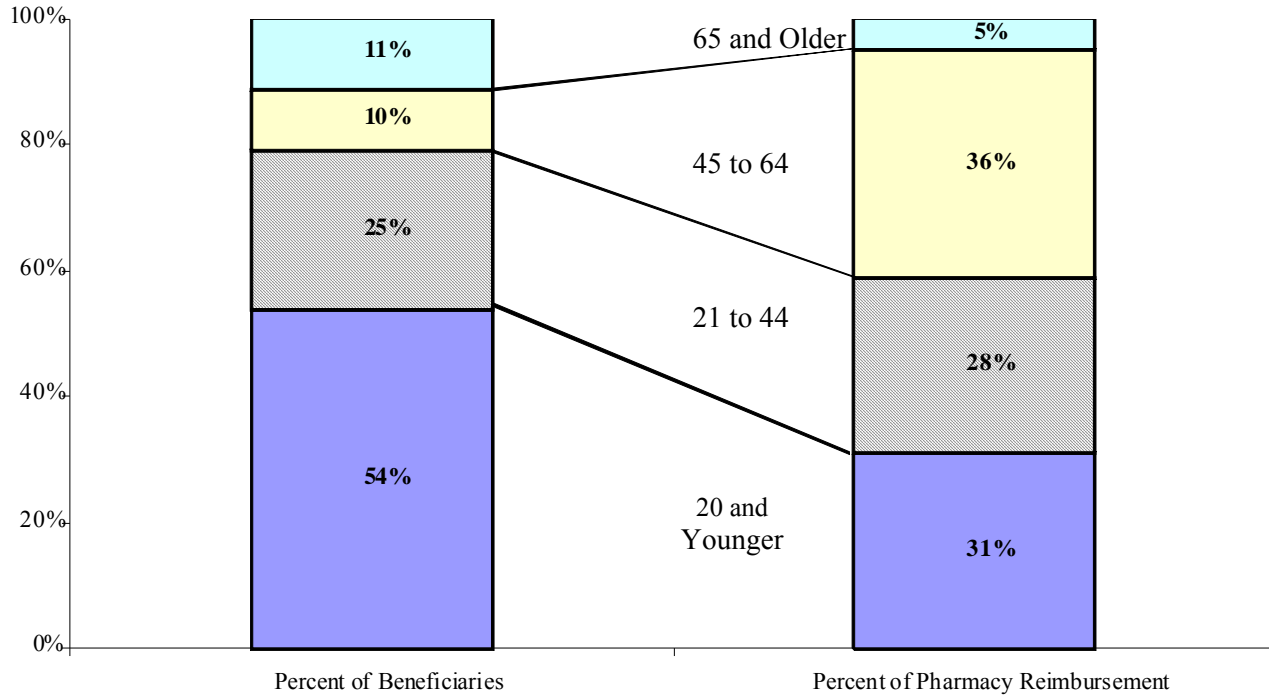 100%
80%
60%
40%
20%
0%
11%
10%
25%
54%
65 and Older
45 to 64
21 to 44
20 and
Younger
5%
36%
28%
31%
Percent of Beneficiaries
Percent of Pharmacy Reimbursement